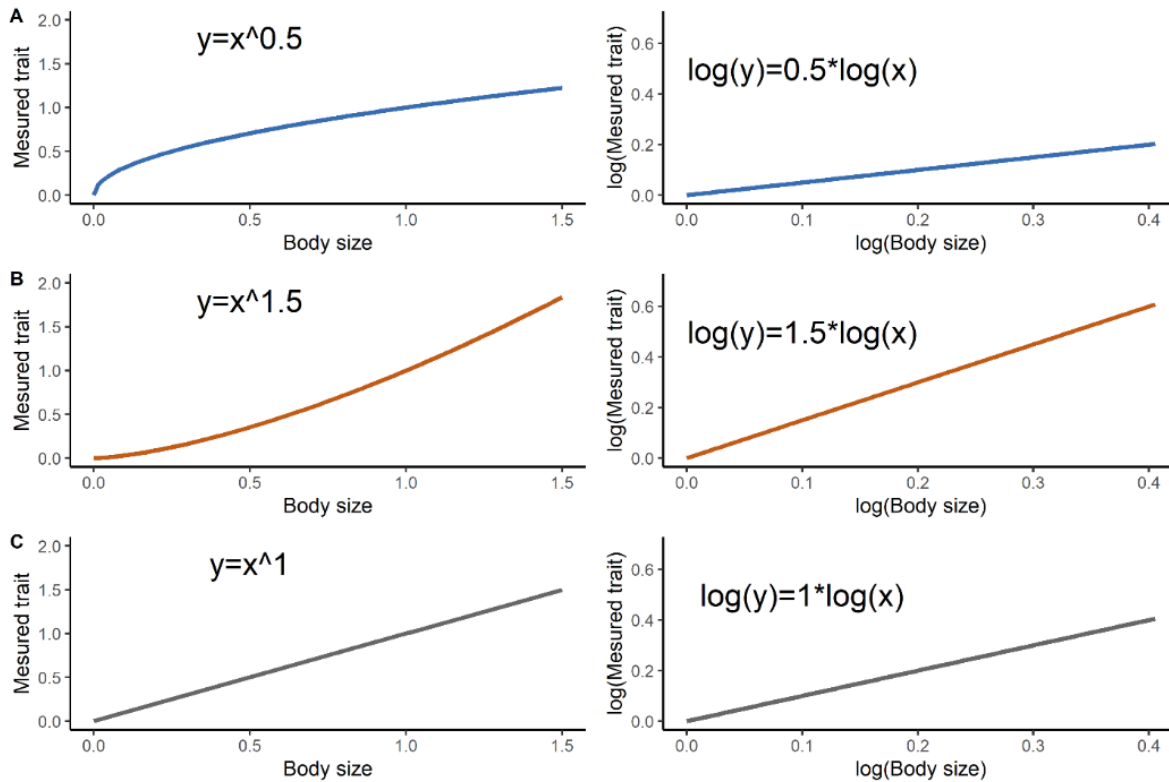 A
Mesured trait
2.0
1.5
1.0
0.5
0.0
y=x^0.5
0.0 0.5 1.0 1.5
Body size
log(Mesured trait)
0.6
0.4
0.2
0.0
log(y)=0.5*log(x)
0.0 0.1 0.2 0.3 0.4
log(Body size)
B
Mesured trait
2.0
1.5
1.0
0.5
0.0
y=x^1.5
0.0 0.5 1.0 1.5
Body size
log(Mesured trait)
0.6
0.4
0.2
0.0
log(y)=1.5*log(x)
0.0 0.1 0.2 0.3 0.4
log(Body size)
C
Mesured trait
2.0
1.5
1.0
0.5
0.0
y=x^1
0.0 0.5 1.0 1.5
Body size
log(Mesured trait)
0.6
0.4
0.2
0.0
log(y)=1*log(x)
0.0 0.1 0.2 0.3 0.4
log(Body size)